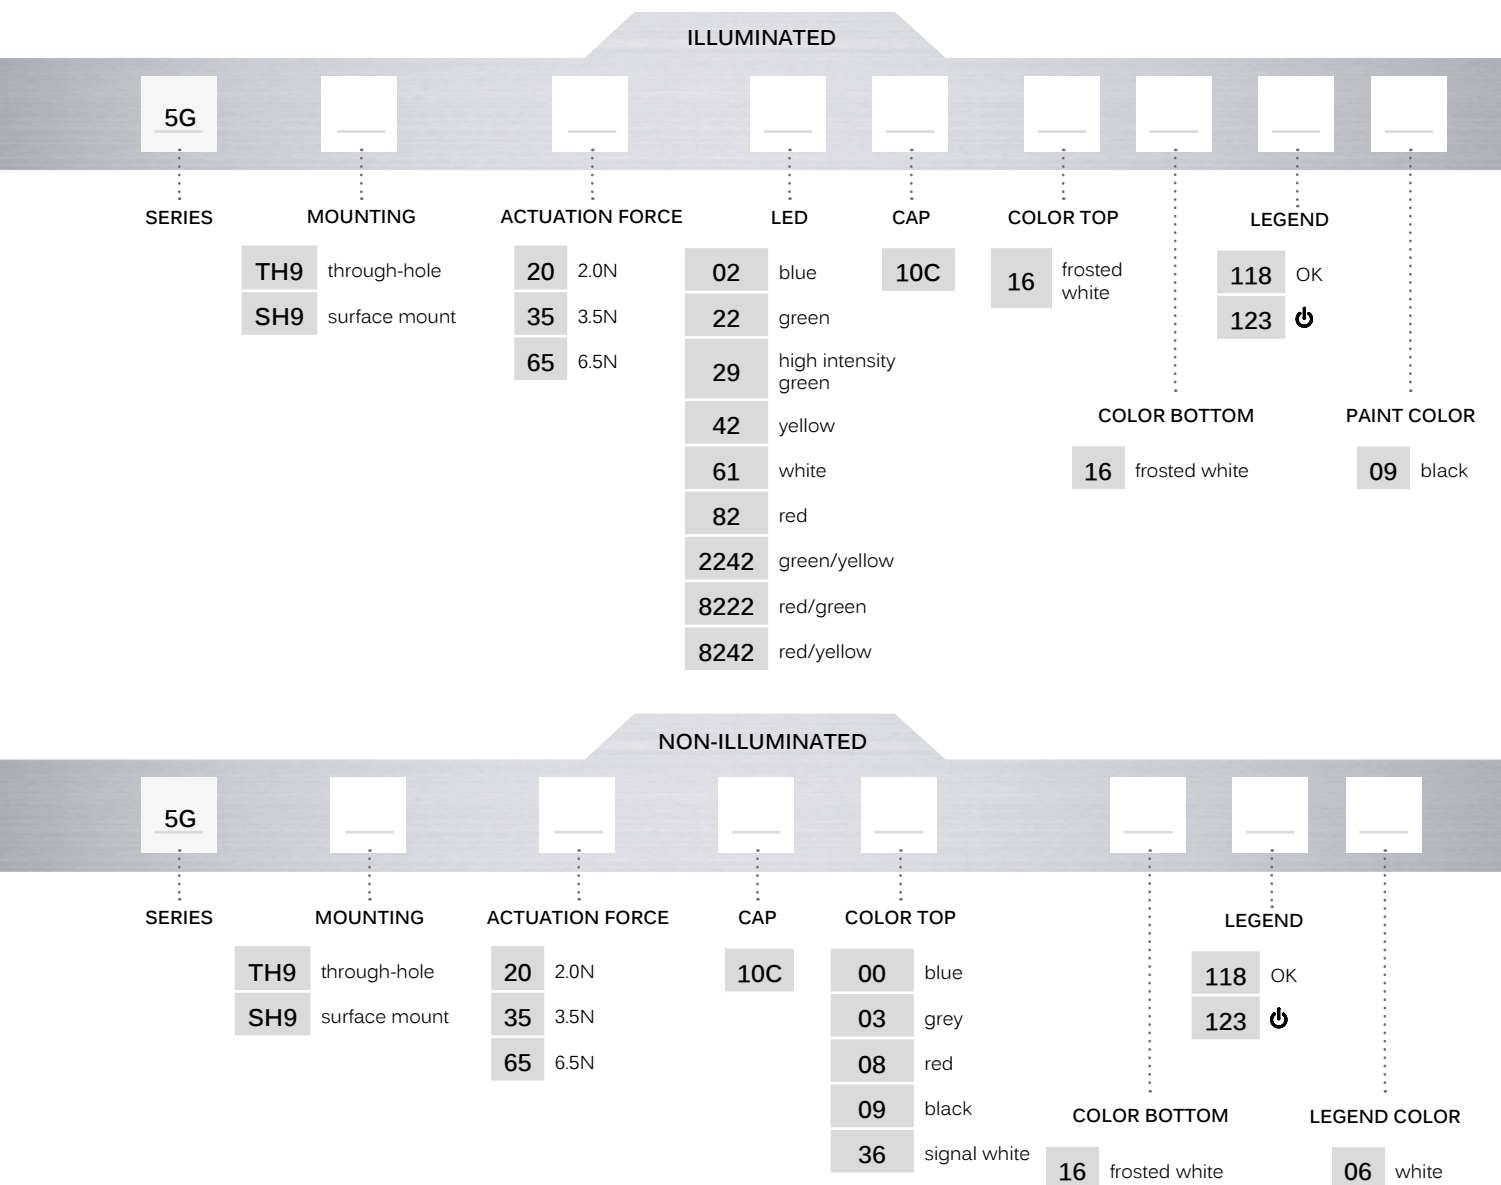 ILLUMINATED
5G
SERIES MOUNTING ACTUATION FORCE LED CAP COLOR TOP LEGEND
TH9 through-hole
SH9 surface mount
20 2.0N
35 3.5N
65 6.5N
02 blue
22 green
29 high intensity
green
42 yellow
61 white
82 red
2242 green/yellow
8222 red/green
8242 red/yellow
10C
16 frosted
white
118 OK
123
COLOR BOTTOM
16 frosted white
PAINT COLOR
09 black
NON-ILLUMINATED
5G
SERIES MOUNTING ACTUATION FORCE CAP COLOR TOP LEGEND
TH9 through-hole
SH9 surface mount
20 2.0N
35 3.5N
65 6.5N
10C
00 blue
03 grey
08 red
09 black
36 signal white
118 OK
123
COLOR BOTTOM
16 frosted white
LEGEND COLOR
06 white